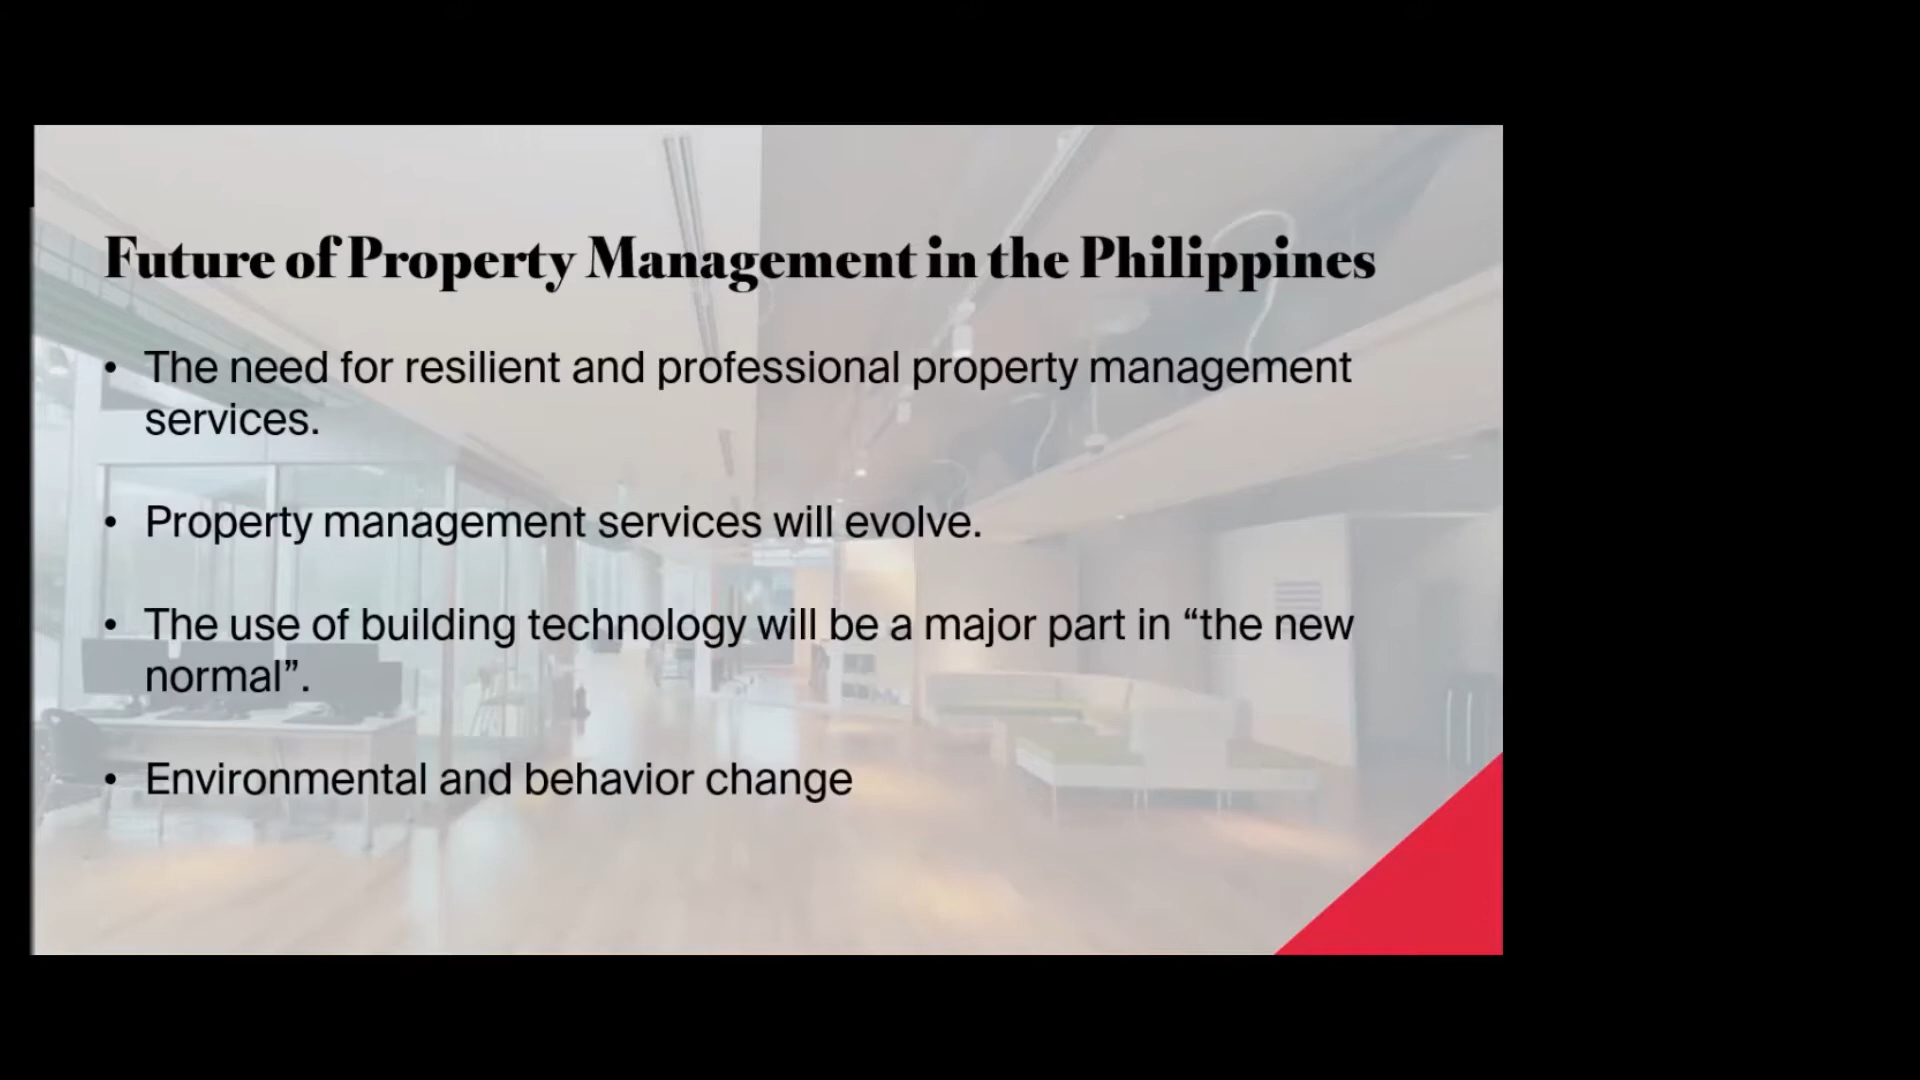 Future of Property Management in the Philippines
• The need for resilient and professional property management
services.
• Property management services will evolve.
• The use of building technology will be a major part in “the new
normal”.
• Environmental and behavior change